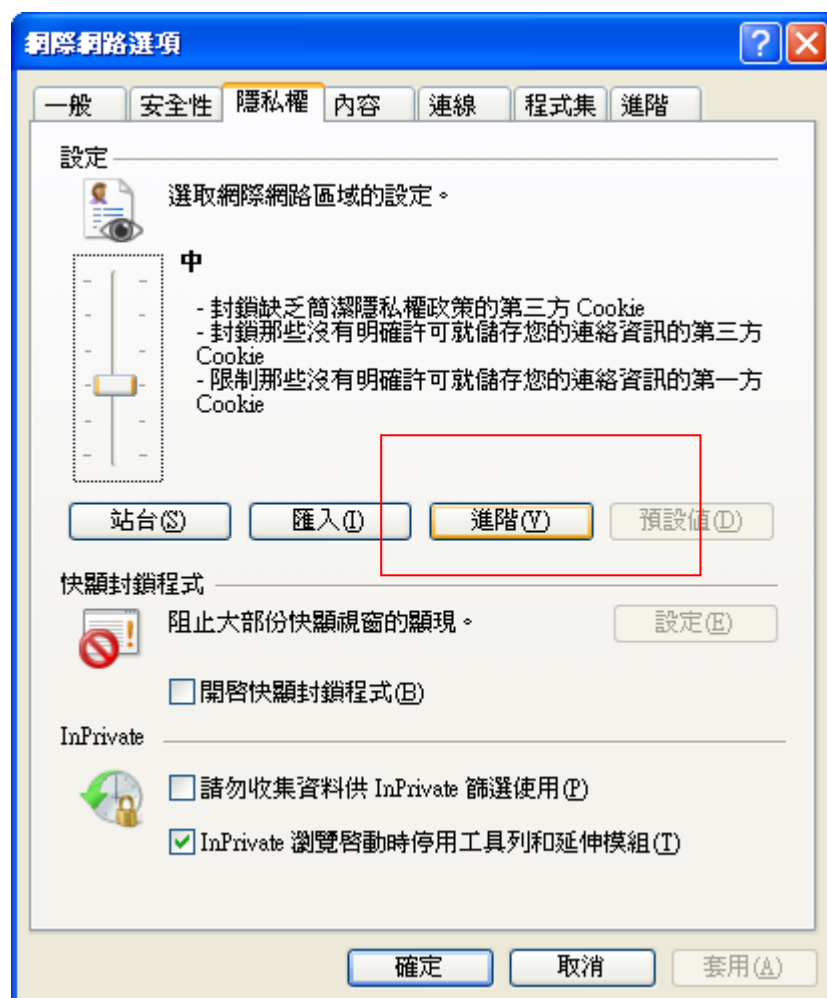 網際網路選項
一般 安全性 隱私權 內容 連線 程式集 進階
設定
選取網際網路區域的設定。
中
- 封鎖缺乏簡潔隱私權政策的第三方 Cookie
- 封鎖那些沒有明確許可就儲存您的連絡資訊的第三方
Cookie
- 限制那些沒有明確許可就儲存您的連絡資訊的第一方
Cookie
站台(S) 匯入(I) 進階(V) 預設值(D)
快顯封鎖程式
阻止大部份快顯視窗的顯現。 設定(E)
開啟快顯封鎖程式(B)
InPrivate
請勿收集資料供 InPrivate 篩選使用(P)
InPrivate 瀏覽啟動時停用工具列和延伸模組(T)
確定 取消 套用(A)